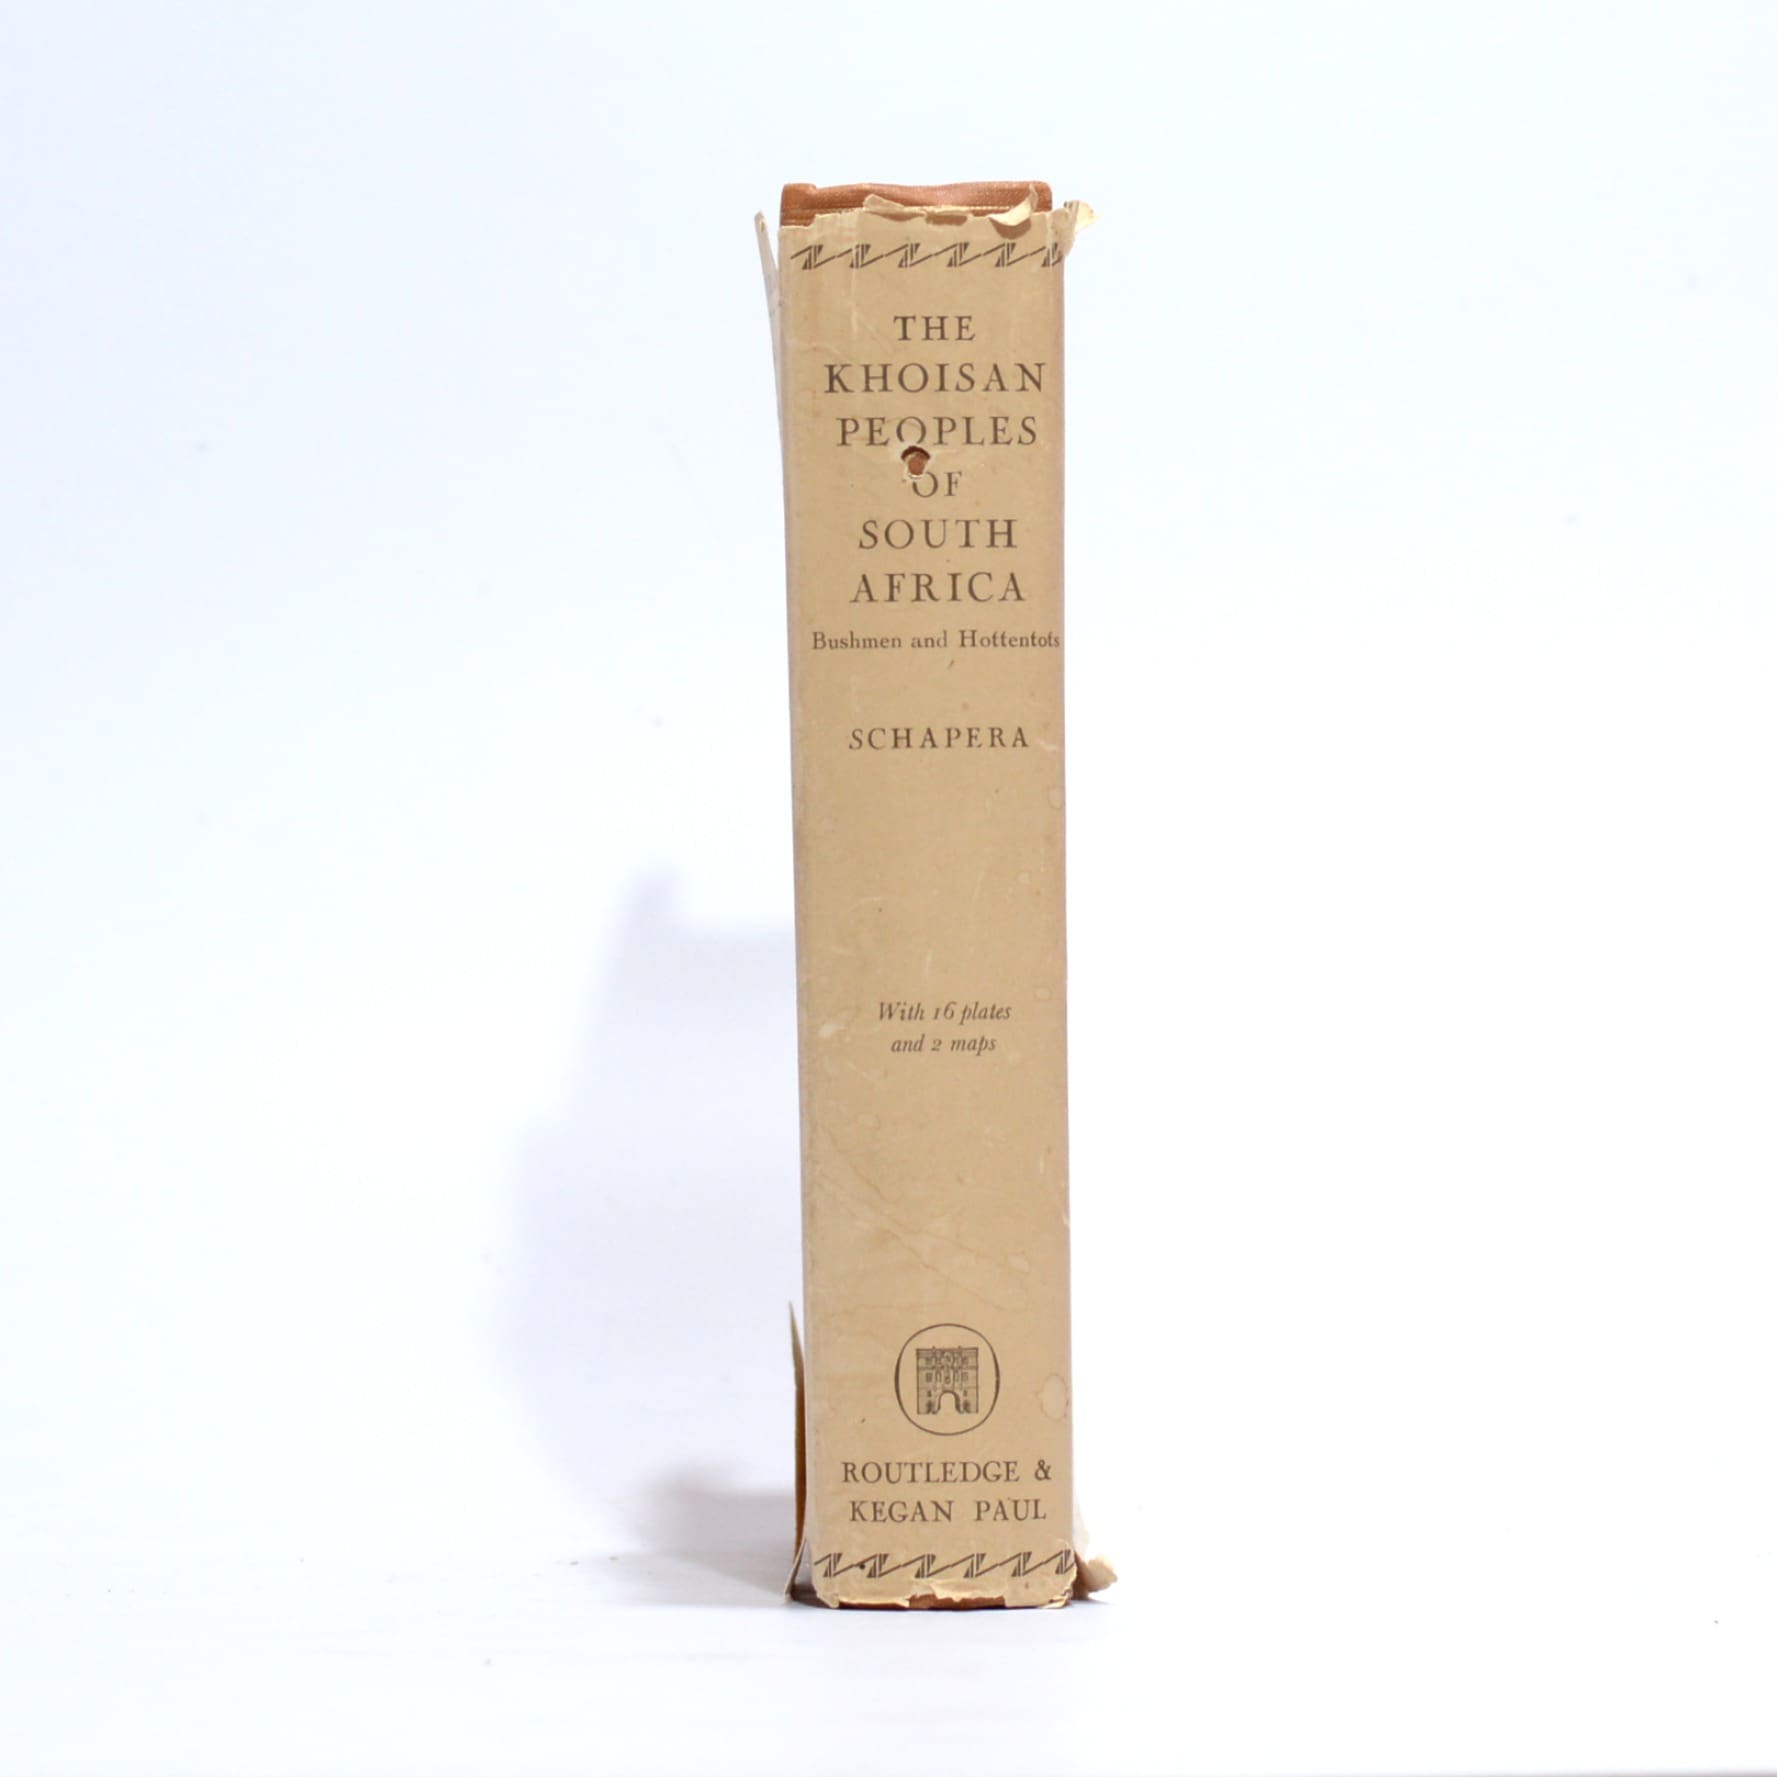 THE
KHOISAN
PEOPLES
OF
SOUTH
AFRICA
Bushmen and Hottentots
SCHAPERA
With 16 plates
and 2 maps
ROUTLEDGE &
KEGAN PAUL